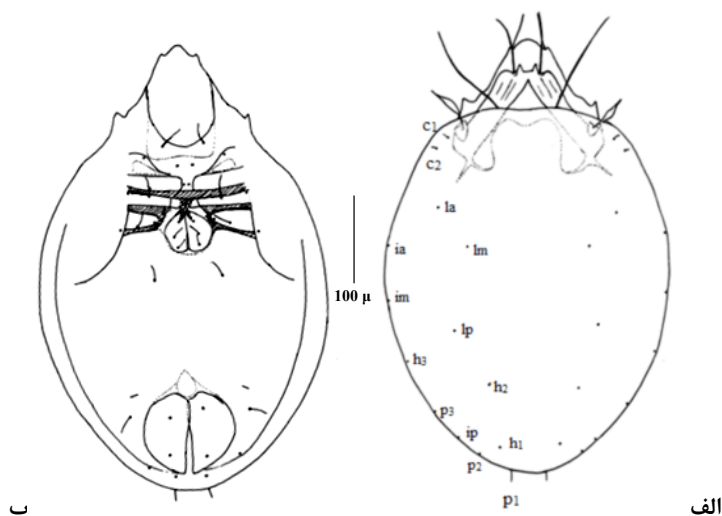 c1
c2
la
ia
lm
100 µ
im
lp
h3
h2
p3
ip
h1
p2
p1
ب
الف